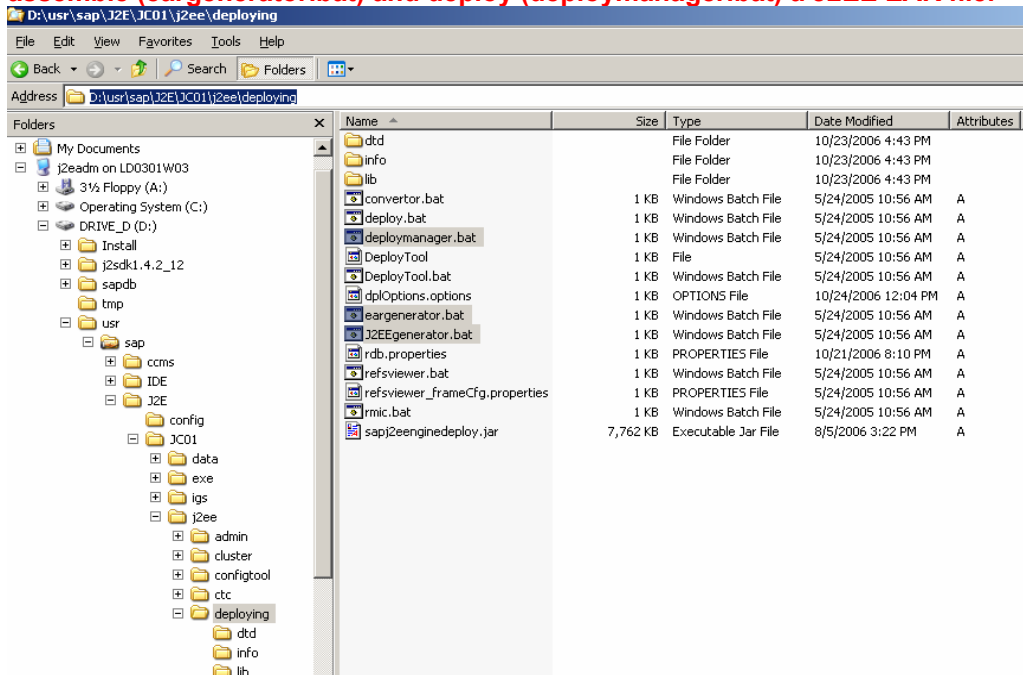 assemble (eargenerator.bat) and deploy (deploymanager.bat) a J2EE EAR file.
D:\usr\sap\J2E\JC01\j2ee\deploying
File Edit View Favorites Tools Help
Back Search Folders
Address D:\usr\sap\J2E\JC01\j2ee\deploying
Folders x
My Documents
j2eadm on LD0301W03
3½ Floppy (A:)
Operating System (C:)
DRIVE_D (D:)
Install
j2sdk1.4.2_12
sapdb
tmp
usr
sap
ccms
IDE
J2E
config
JC01
data
exe
igs
j2ee
admin
cluster
configtool
ctc
deploying
dtd
info
lib
Name Size Type Date Modified Attributes
dtd File Folder 10/23/2006 4:43 PM
info File Folder 10/23/2006 4:43 PM
lib File Folder 10/23/2006 4:43 PM
convertor.bat 1 KB Windows Batch File 5/24/2005 10:56 AM A
deploy.bat 1 KB Windows Batch File 5/24/2005 10:56 AM A
deploymanager.bat 1 KB Windows Batch File 5/24/2005 10:56 AM A
DeployTool 1 KB File 5/24/2005 10:56 AM A
DeployTool.bat 1 KB Windows Batch File 5/24/2005 10:56 AM A
dplOptions.options 1 KB OPTIONS File 10/24/2006 12:04 PM A
eargenerator.bat 1 KB Windows Batch File 5/24/2005 10:56 AM A
J2EEgenerator.bat 1 KB Windows Batch File 5/24/2005 10:56 AM A
rdb.properties 1 KB PROPERTIES File 10/21/2006 8:10 PM A
refsviewer.bat 1 KB Windows Batch File 5/24/2005 10:56 AM A
refsviewer_frameCfg.properties 1 KB PROPERTIES File 5/24/2005 10:56 AM A
rmic.bat 1 KB Windows Batch File 5/24/2005 10:56 AM A
sapj2eenginedeploy.jar 7,762 KB Executable Jar File 8/5/2006 3:22 PM A